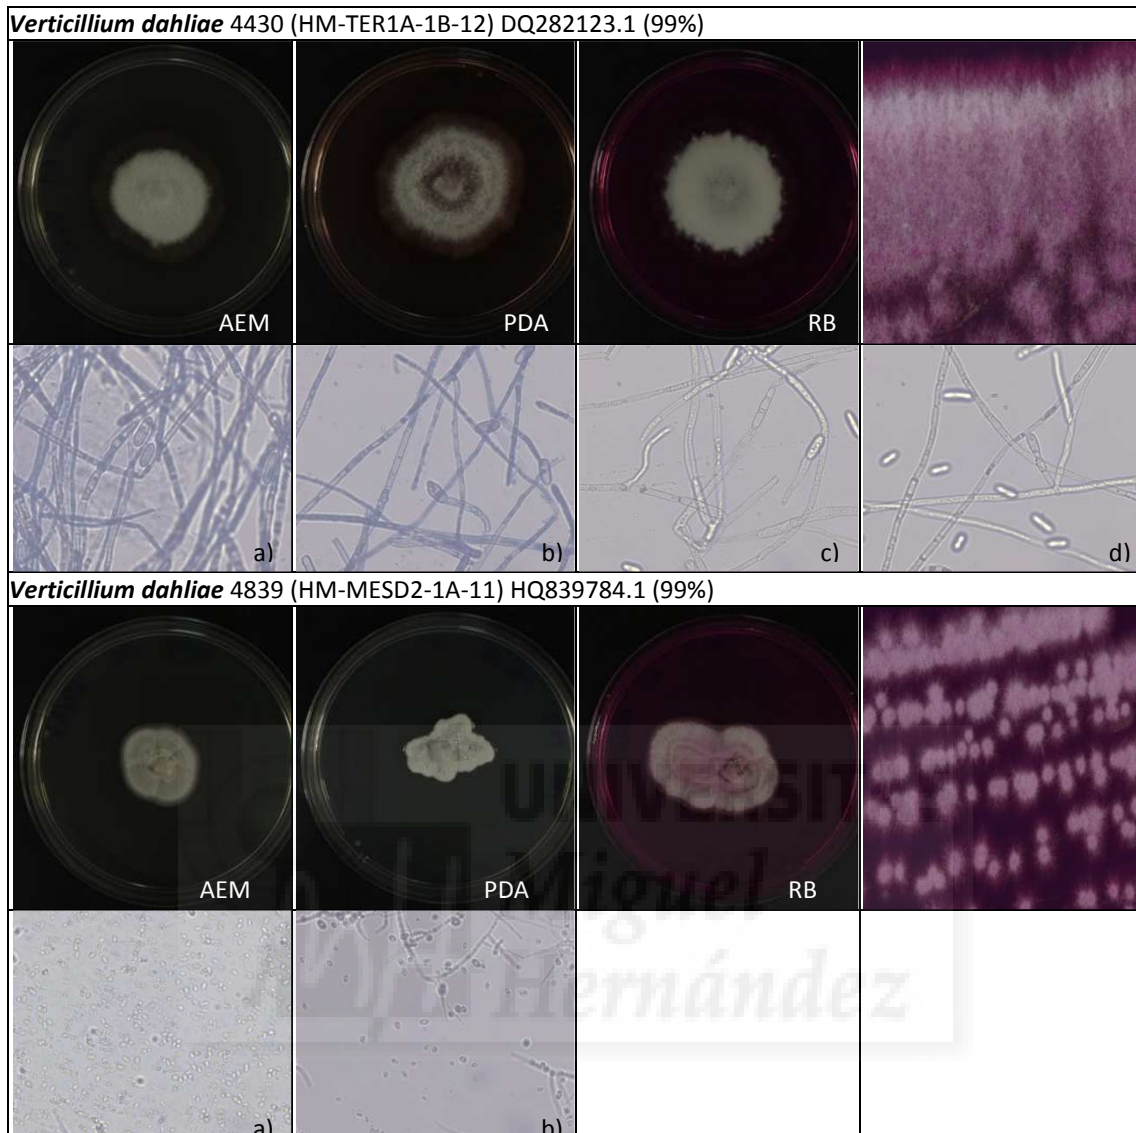 Verticillium dahliae 4430 (HM-TER1A-1B-12) DQ282123.1 (99%)
AEM PDA RB
a) b) c) d)
Verticillium dahliae 4839 (HM-MESD2-1A-11) HQ839784.1 (99%)
AEM PDA RB
UNIVERSIT
Miguel
Hernández
a) b)